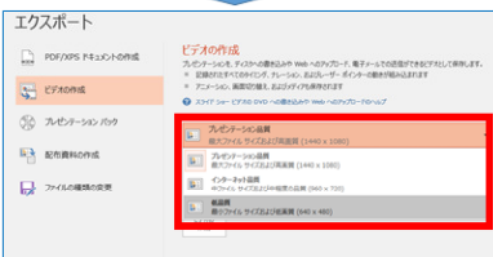 エクスポート
PDF/XPS ドキュメントの作成
ビデオの作成
プレゼンテーション パック
配布資料の作成
ファイルの種類の変更
ビデオの作成
プレゼンテーションを、ディスクへの書き込みや Web へのアップロード、電子メールでの送信ができるビデオとして保存します。
記録されたすべてのタイミング、ナレーション、およびレーザー ポインターの動きが組み込まれます
アニメーション、画面切り替え、およびメディアも保存されます
スライド ショー ビデオの DVD への書き込みや Web へのアップロードのヘルプ
プレゼンテーション品質
最大ファイル サイズおよび高画質 (1440 x 1080)
プレゼンテーション品質
最大ファイル サイズおよび高画質 (1440 x 1080)
インターネット品質
中ファイル サイズおよび中程度の品質 (960 x 720)
低品質
最小ファイル サイズおよび低画質 (640 x 480)